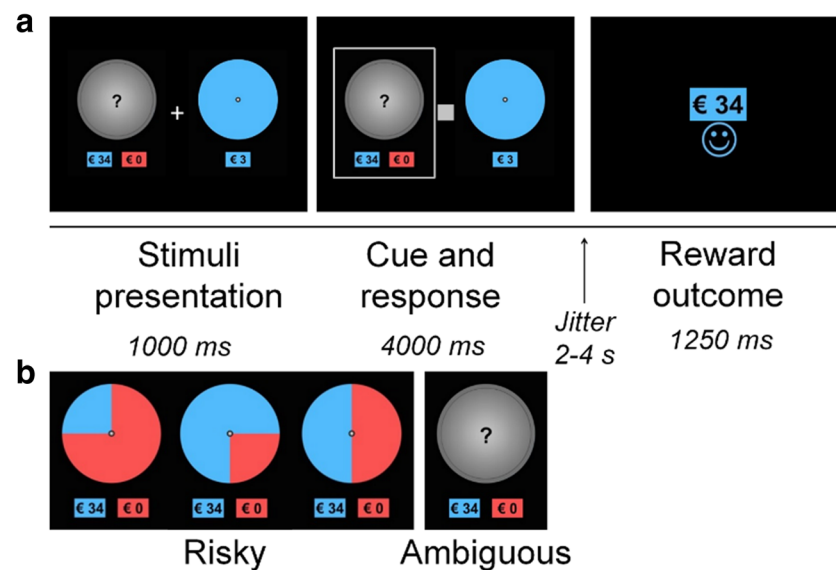 a
?
+
€ 34 € 0
€ 3
?
€ 34 € 0
€ 3
€ 34
Stimuli
presentation
1000 ms
Cue and
response
4000 ms
Jitter
2-4 s
Reward
outcome
1250 ms
b
?
€ 34 € 0
€ 34 € 0
€ 34 € 0
€ 34 € 0
Risky
Ambiguous